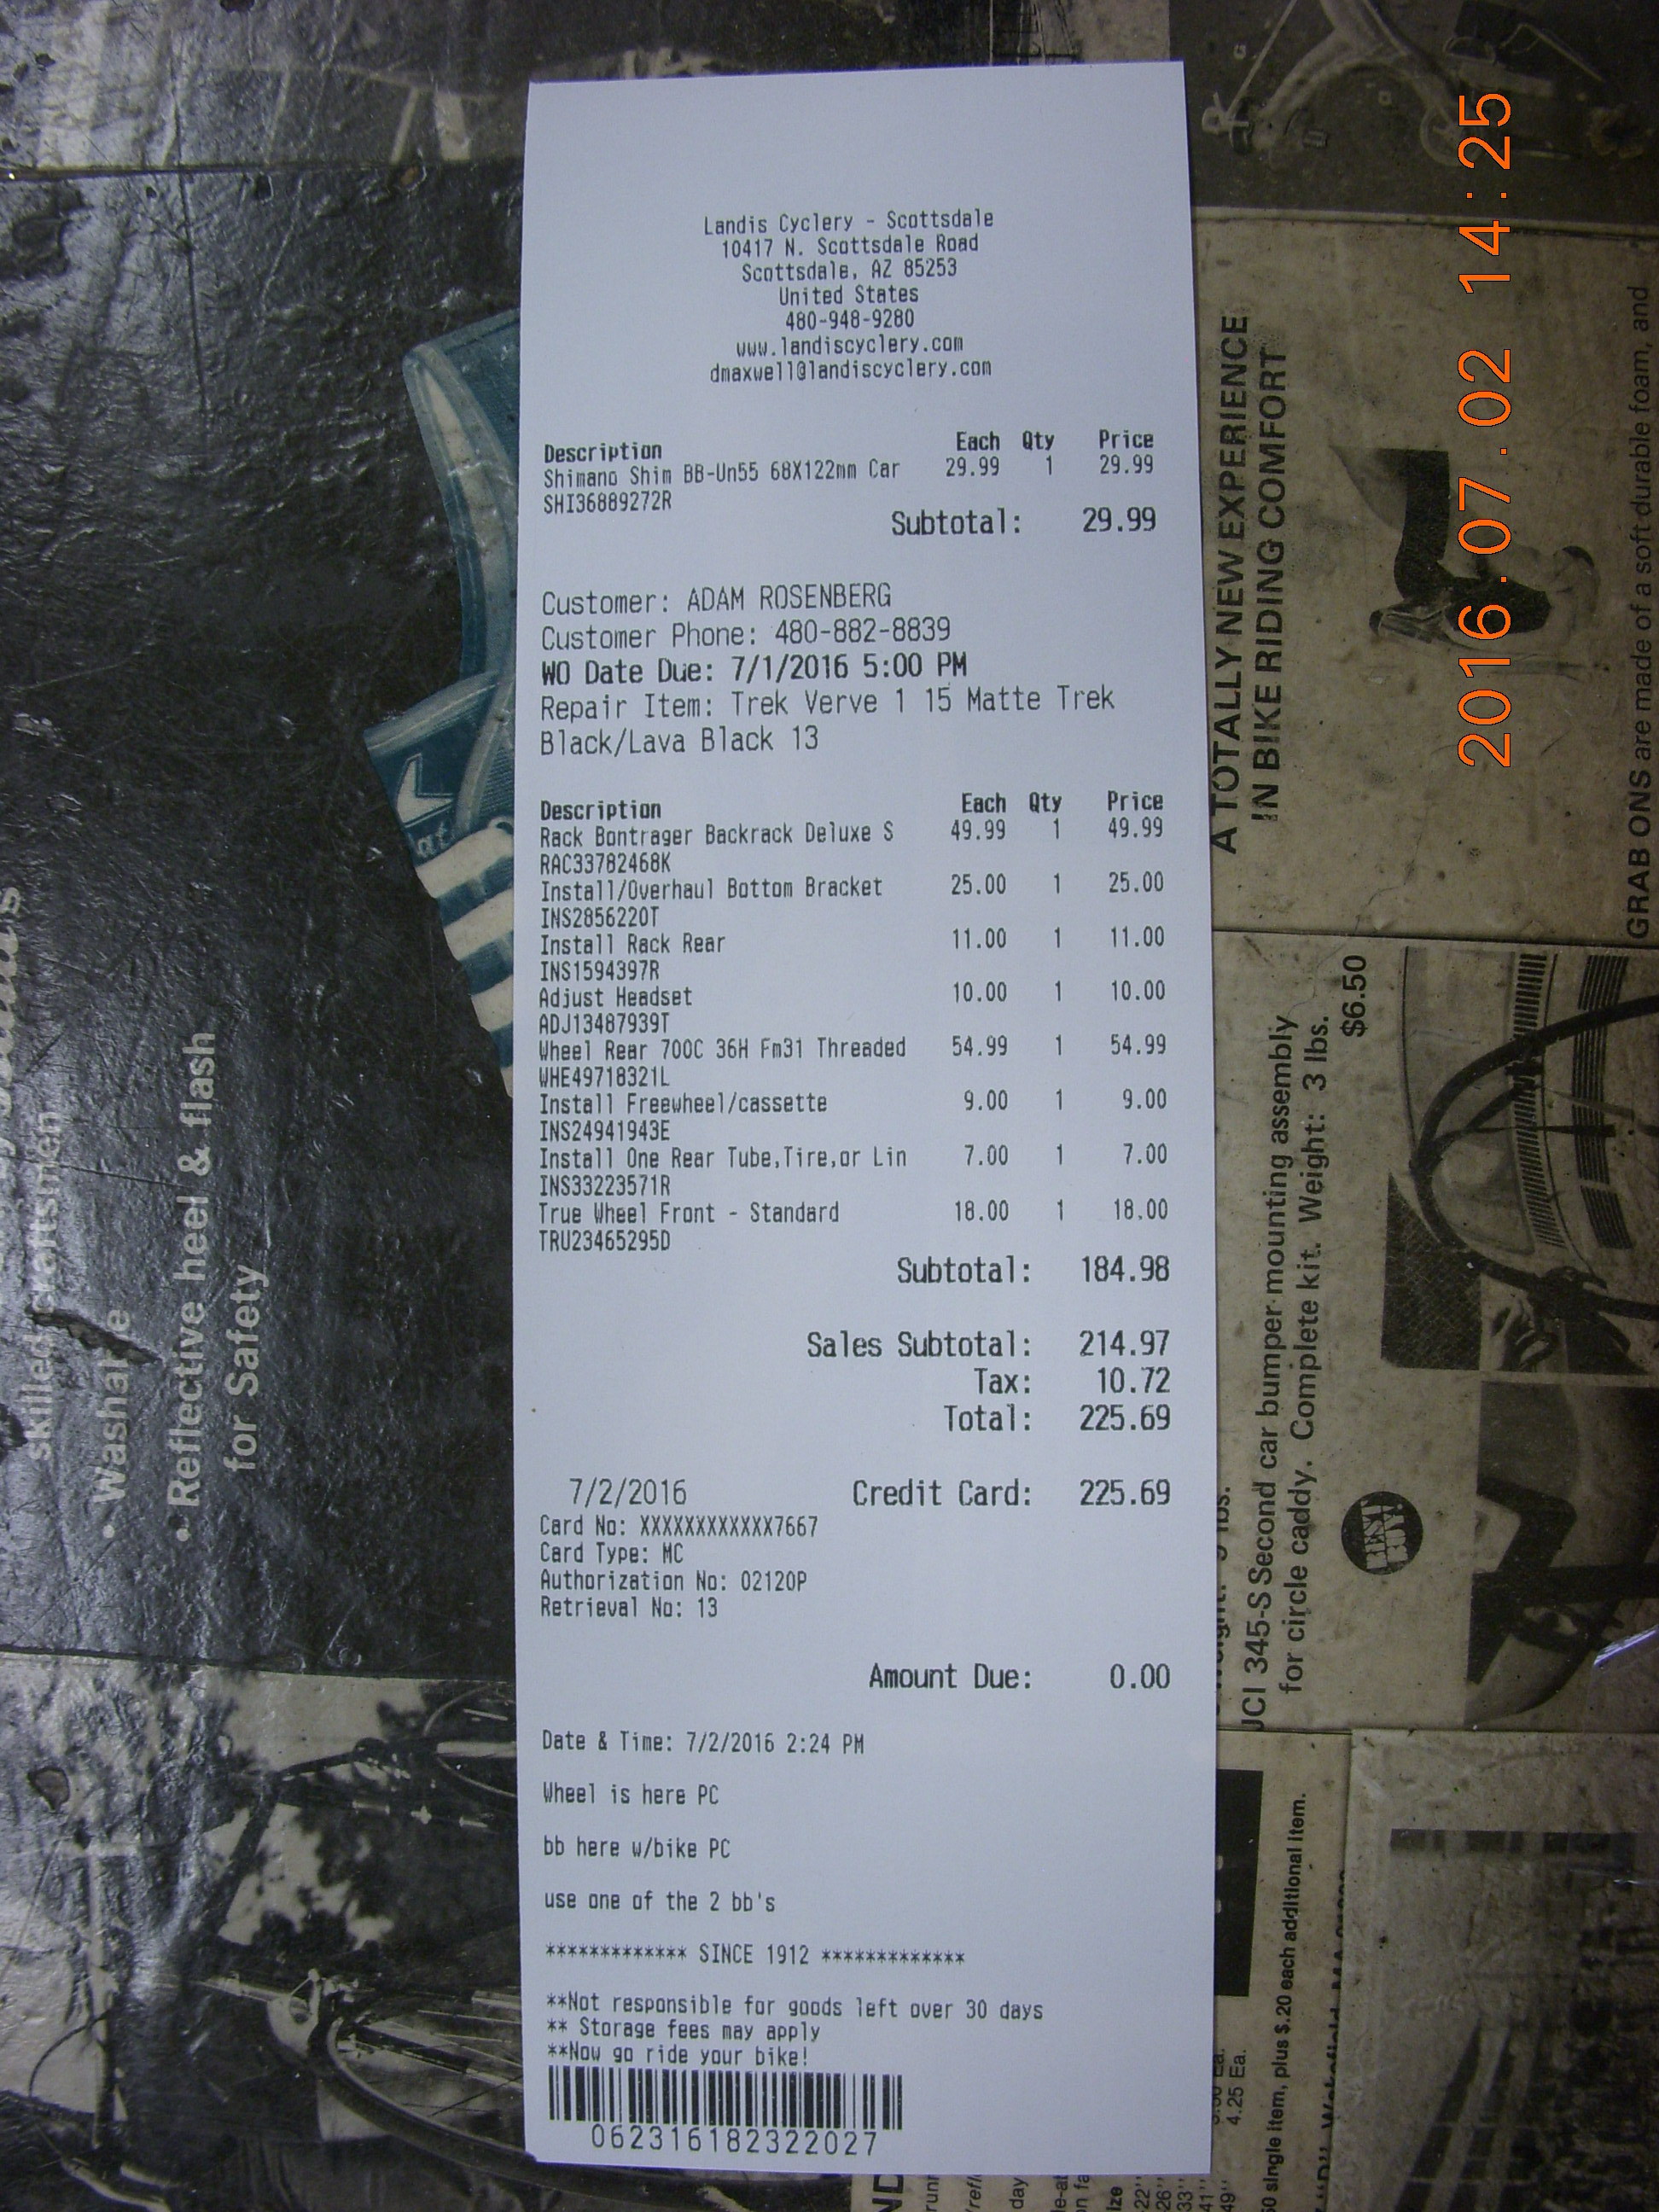 Landis Cyclery - Scottsdale
10417 N. Scottsdale Road
Scottsdale, AZ 85253
United States
480-948-9280
www.landiscyclery.com
dmaxwell@landiscyclery.com
Description Each Qty Price
Shimano Shim BB-Un55 68X122mm Car 29.99 1 29.99
SHI36889272R
Subtotal: 29.99
Customer: ADAM ROSENBERG
Customer Phone: 480-882-8839
WO Date Due: 7/1/2016 5:00 PM
Repair Item: Trek Verve 1 15 Matte Trek
Black/Lava Black 13
Description Each Qty Price
Rack Bontrager Backrack Deluxe S 49.99 1 49.99
RAC33782468K
Install/Overhaul Bottom Bracket 25.00 1 25.00
INS2856220T
Install Rack Rear 11.00 1 11.00
INS1594397R
Adjust Headset 10.00 1 10.00
ADJ13487939T
Wheel Rear 700C 36H Fm31 Threaded 54.99 1 54.99
WHE49718321L
Install Freewheel/cassette 9.00 1 9.00
INS24941943E
Install One Rear Tube,Tire,or Lin 7.00 1 7.00
INS33223571R
True Wheel Front - Standard 18.00 1 18.00
TRU23465295D
Subtotal: 184.98
Sales Subtotal: 214.97
Tax: 10.72
Total: 225.69
7/2/2016 Credit Card: 225.69
Card No: XXXXXXXXXXXX7667
Card Type: MC
Authorization No: 02120P
Retrieval No: 13
Amount Due: 0.00
Date & Time: 7/2/2016 2:24 PM
Wheel is here PC
bb here w/bike PC
use one of the 2 bb's
************* SINCE 1912 *************
**Not responsible for goods left over 30 days
** Storage fees may apply
**Now go ride your bike!
062316182322027
2016.07.02 14:25
skilled craftsmen
• Washable
• Reflective heel & flash
for Safety
A TOTALLY NEW EXPERIENCE
IN BIKE RIDING COMFORT
GRAB ONS are made of a soft durable foam, and
JCI 345-S Second car bumper mounting assembly
for circle caddy. Complete kit. Weight: 3 lbs.
$6.50
BEST
BUY!
4.25 Ea.
single item, plus $.20 each additional item.